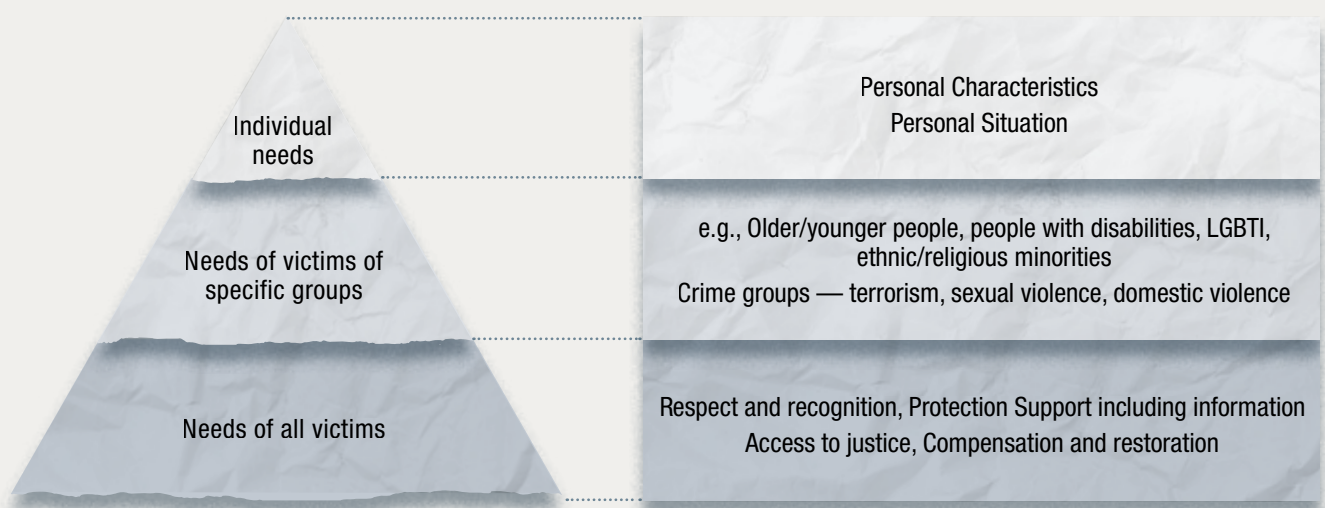 Individual
needs
Personal Characteristics
Personal Situation
Needs of victims of
specific groups
e.g., Older/younger people, people with disabilities, LGBTI,
ethnic/religious minorities
Crime groups — terrorism, sexual violence, domestic violence
Needs of all victims
Respect and recognition, Protection Support including information
Access to justice, Compensation and restoration